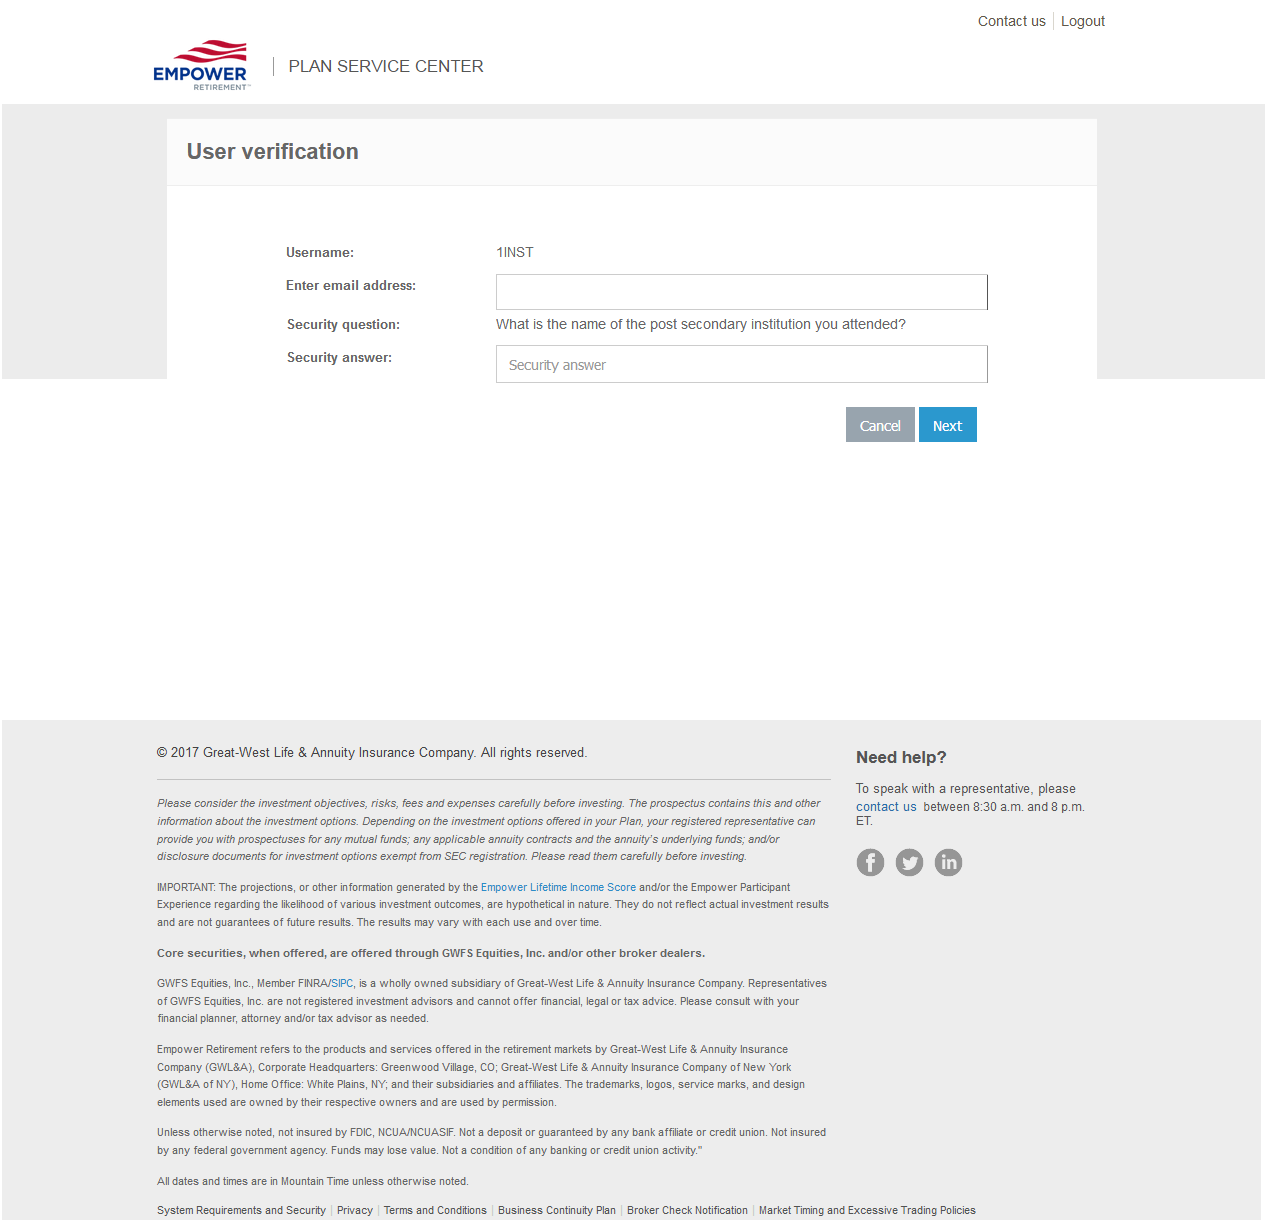 Contact us | Logout
EMPOWER
RETIREMENT™
PLAN SERVICE CENTER
User verification
Username: 1INST
Enter email address:
Security question: What is the name of the post secondary institution you attended?
Security answer: Security answer
Cancel Next
© 2017 Great-West Life & Annuity Insurance Company. All rights reserved.
Please consider the investment objectives, risks, fees and expenses carefully before investing. The prospectus contains this and other
information about the investment options. Depending on the investment options offered in your Plan, your registered representative can
provide you with prospectuses for any mutual funds; any applicable annuity contracts and the annuity's underlying funds; and/or
disclosure documents for investment options exempt from SEC registration. Please read them carefully before investing.
IMPORTANT: The projections, or other information generated by the Empower Lifetime Income Score and/or the Empower Participant
Experience regarding the likelihood of various investment outcomes, are hypothetical in nature. They do not reflect actual investment results
and are not guarantees of future results. The results may vary with each use and over time.
Core securities, when offered, are offered through GWFS Equities, Inc. and/or other broker dealers.
GWFS Equities, Inc., Member FINRA/SIPC, is a wholly owned subsidiary of Great-West Life & Annuity Insurance Company. Representatives
of GWFS Equities, Inc. are not registered investment advisors and cannot offer financial, legal or tax advice. Please consult with your
financial planner, attorney and/or tax advisor as needed.
Empower Retirement refers to the products and services offered in the retirement markets by Great-West Life & Annuity Insurance
Company (GWL&A), Corporate Headquarters: Greenwood Village, CO; Great-West Life & Annuity Insurance Company of New York
(GWL&A of NY), Home Office: White Plains, NY; and their subsidiaries and affiliates. The trademarks, logos, service marks, and design
elements used are owned by their respective owners and are used by permission.
Unless otherwise noted, not insured by FDIC, NCUA/NCUASIF. Not a deposit or guaranteed by any bank affiliate or credit union. Not insured
by any federal government agency. Funds may lose value. Not a condition of any banking or credit union activity."
All dates and times are in Mountain Time unless otherwise noted.
System Requirements and Security | Privacy | Terms and Conditions | Business Continuity Plan | Broker Check Notification | Market Timing and Excessive Trading Policies
Need help?
To speak with a representative, please
contact us between 8:30 a.m. and 8 p.m.
ET.